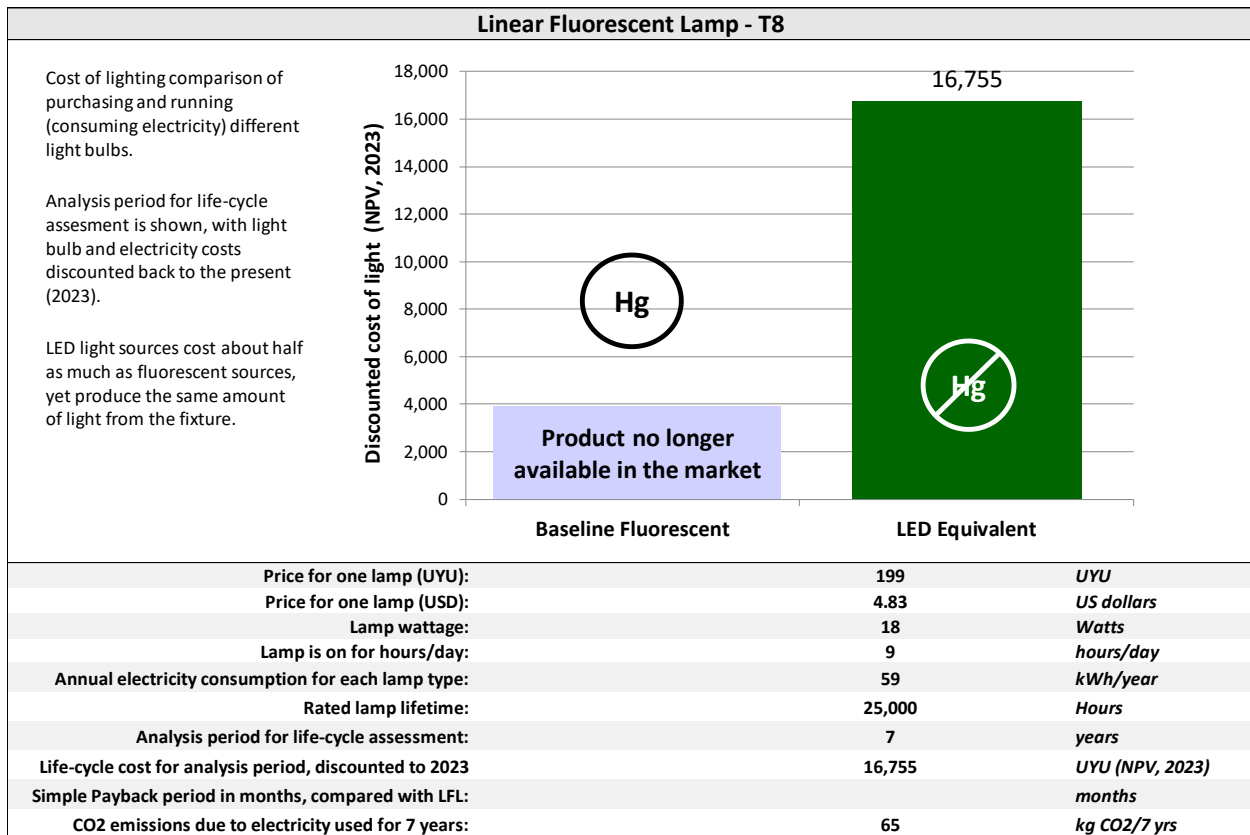 Linear Fluorescent Lamp - T8
Cost of lighting comparison of
purchasing and running
(consuming electricity) different
light bulbs.
Analysis period for life-cycle
assesment is shown, with light
bulb and electricity costs
discounted back to the present
(2023).
LED light sources cost about half
as much as fluorescent sources,
yet produce the same amount
of light from the fixture.
Discounted cost of light (NPV, 2023)
18,000
16,000
14,000
12,000
10,000
8,000
6,000
4,000
2,000
0
16,755
Hg
Hg
Product no longer
available in the market
Baseline Fluorescent
LED Equivalent
Price for one lamp (UYU): 199 UYU
Price for one lamp (USD): 4.83 US dollars
Lamp wattage: 18 Watts
Lamp is on for hours/day: 9 hours/day
Annual electricity consumption for each lamp type: 59 kWh/year
Rated lamp lifetime: 25,000 Hours
Analysis period for life-cycle assessment: 7 years
Life-cycle cost for analysis period, discounted to 2023 16,755 UYU (NPV, 2023)
Simple Payback period in months, compared with LFL: months
CO2 emissions due to electricity used for 7 years: 65 kg CO2/7 yrs